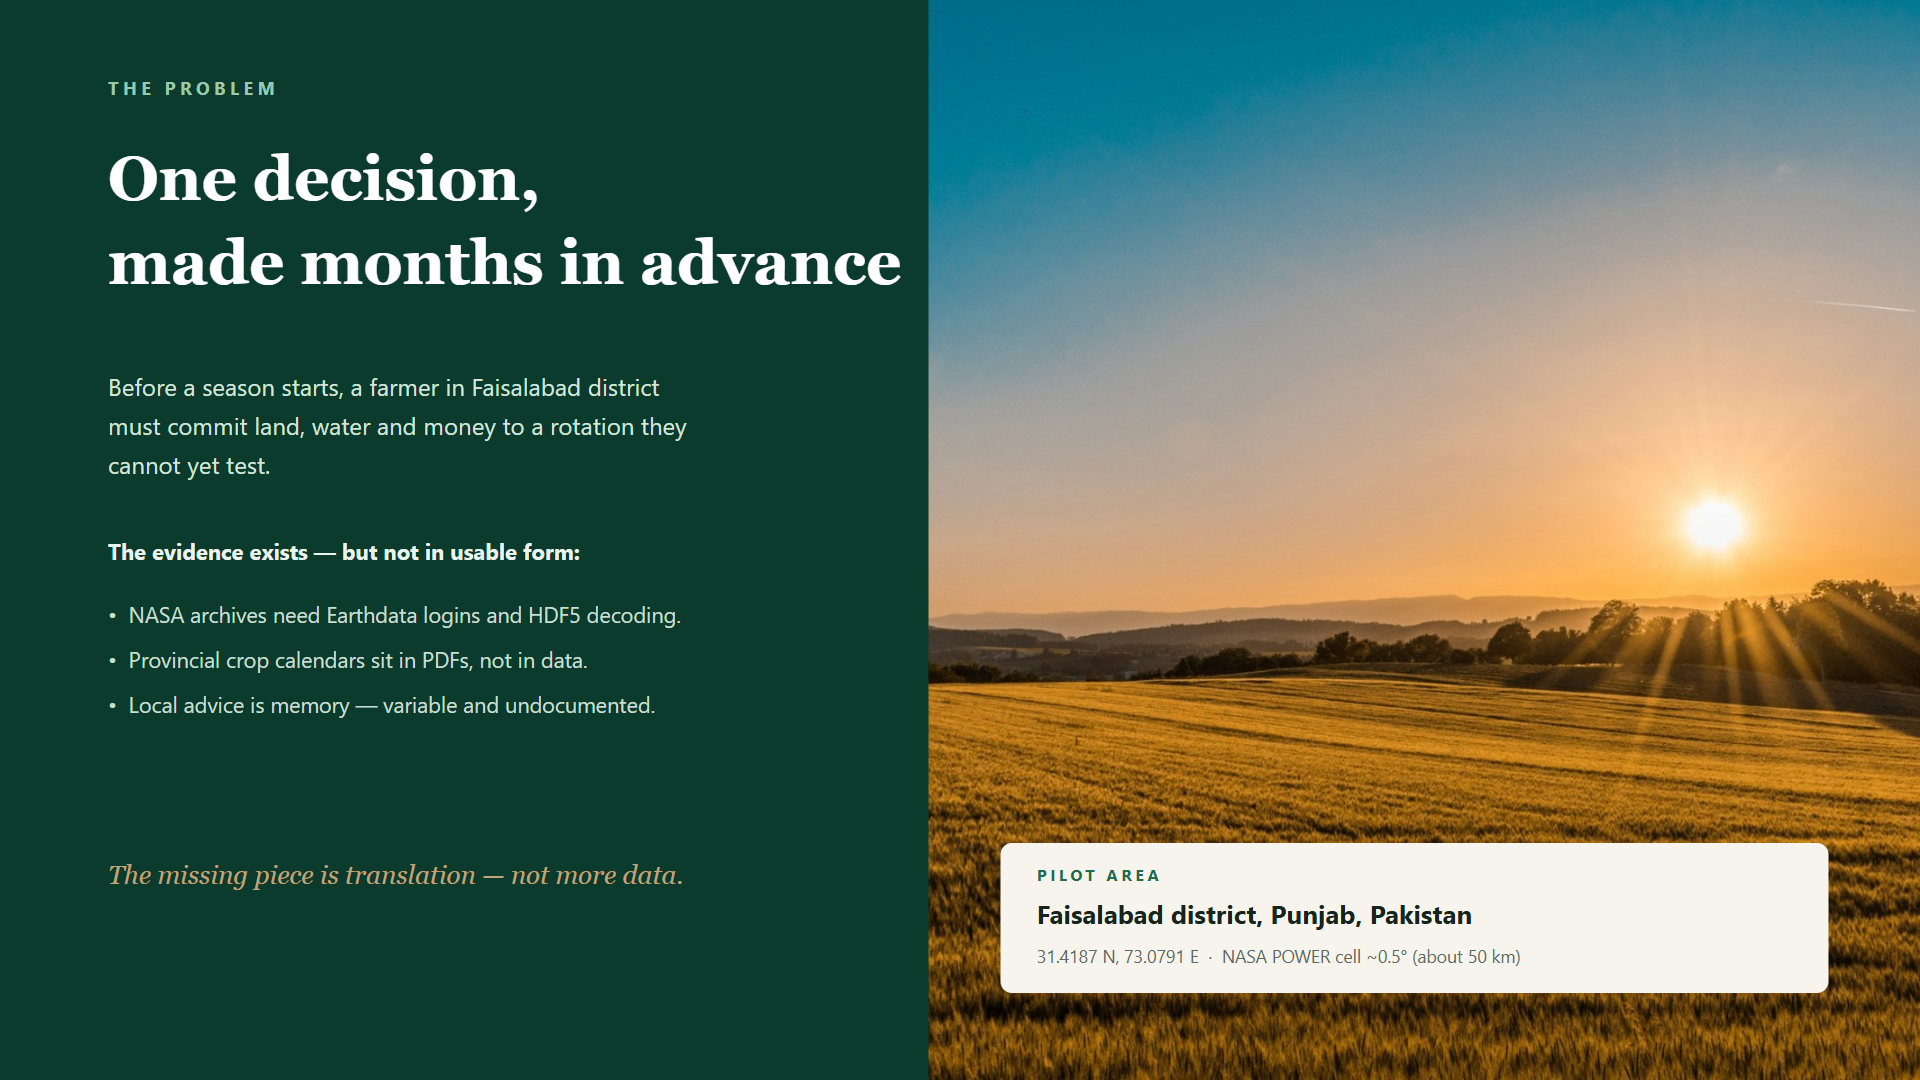 THE PROBLEM
One decision,
made months in advance
Before a season starts, a farmer in Faisalabad district
must commit land, water and money to a rotation they
cannot yet test.
The evidence exists — but not in usable form:
• NASA archives need Earthdata logins and HDF5 decoding.
• Provincial crop calendars sit in PDFs, not in data.
• Local advice is memory — variable and undocumented.
The missing piece is translation — not more data.
PILOT AREA
Faisalabad district, Punjab, Pakistan
31.4187 N, 73.0791 E · NASA POWER cell ~0.5° (about 50 km)